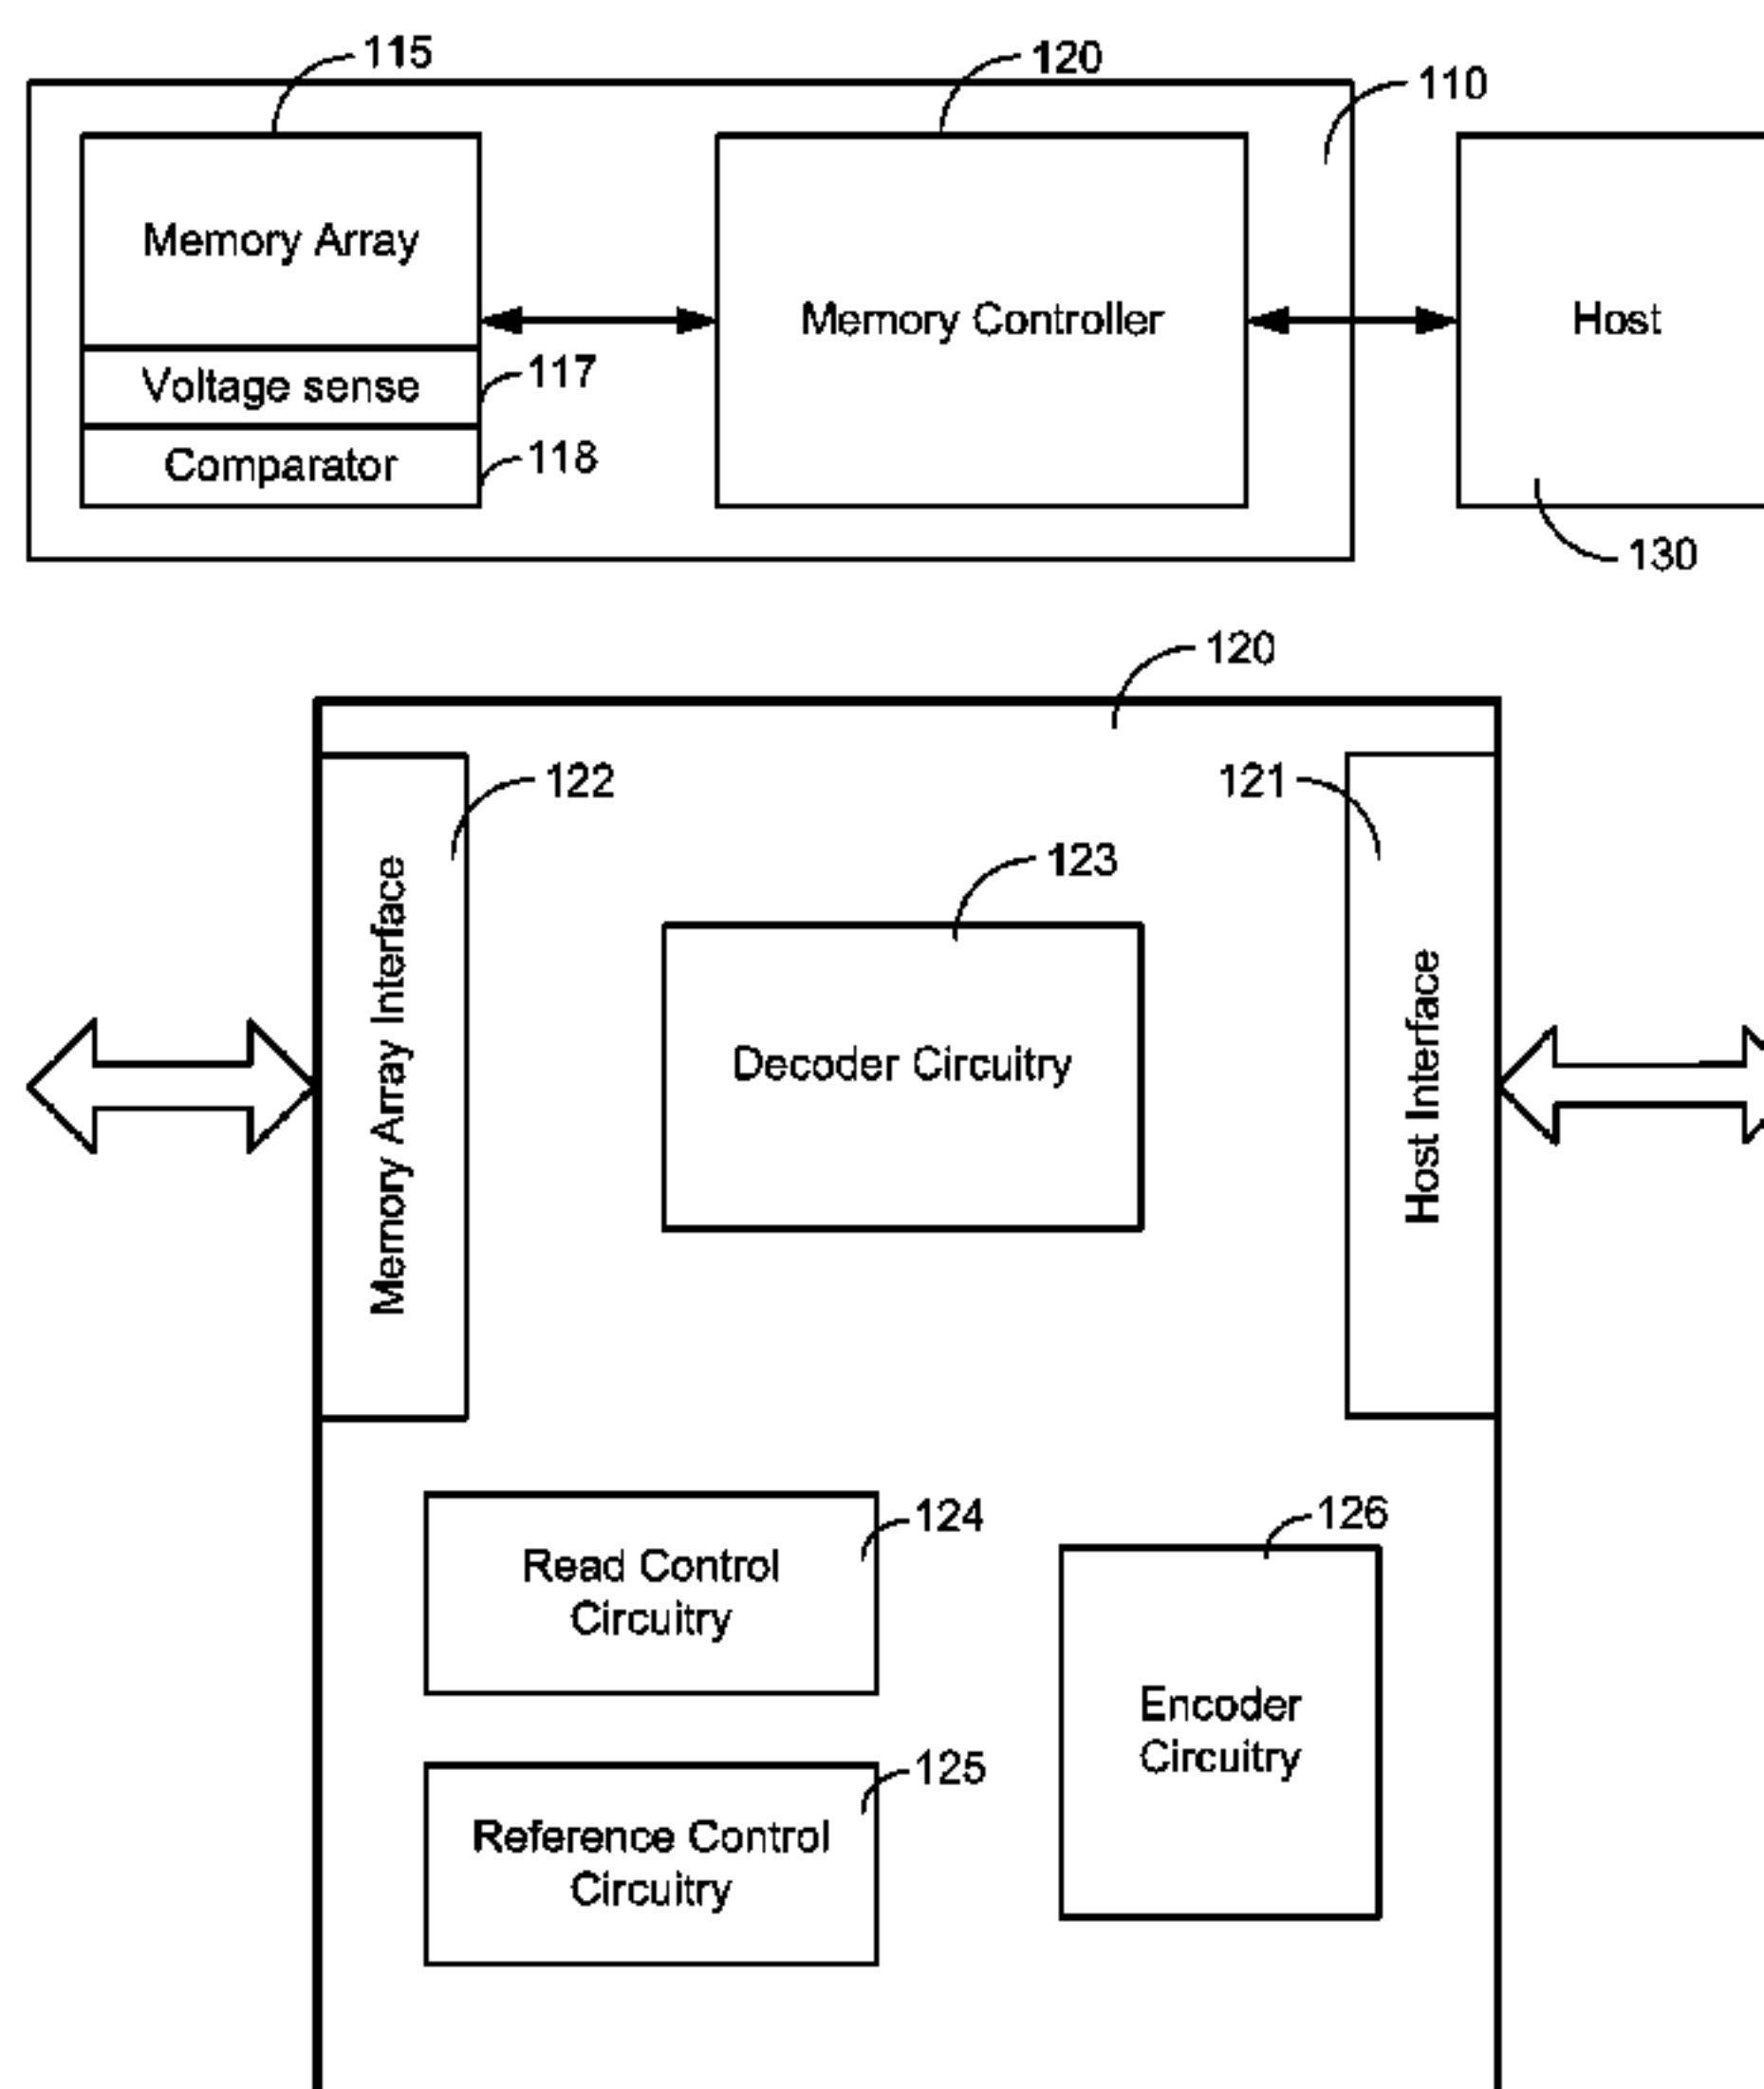 115
120
110
Memory Array
Memory Controller
Host
Voltage sense
117
Comparator
118
130
120
122
121
123
Memory Array Interface
Decoder Circuitry
Host Interface
124
126
Read Control
Circuitry
Encoder
Circuitry
125
Reference Control
Circuitry